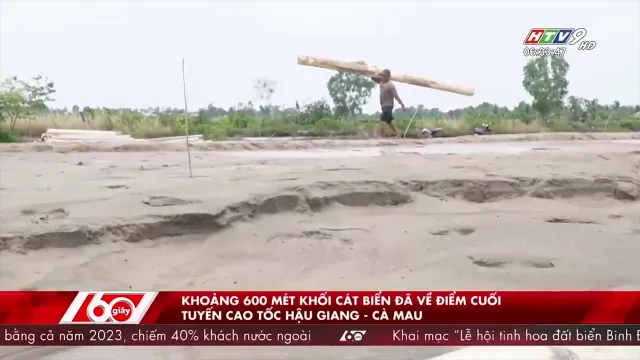 HTV9 HD
06:33:47
60 giây
KHOẢNG 600 MÉT KHỐI CÁT BIỂN ĐÃ VỀ ĐIỂM CUỐI
TUYẾN CAO TỐC HẬU GIANG - CÀ MAU
bằng cả năm 2023, chiếm 40% khách nước ngoài 60 Khai mạc “Lễ hội tinh hoa đất biển Bình